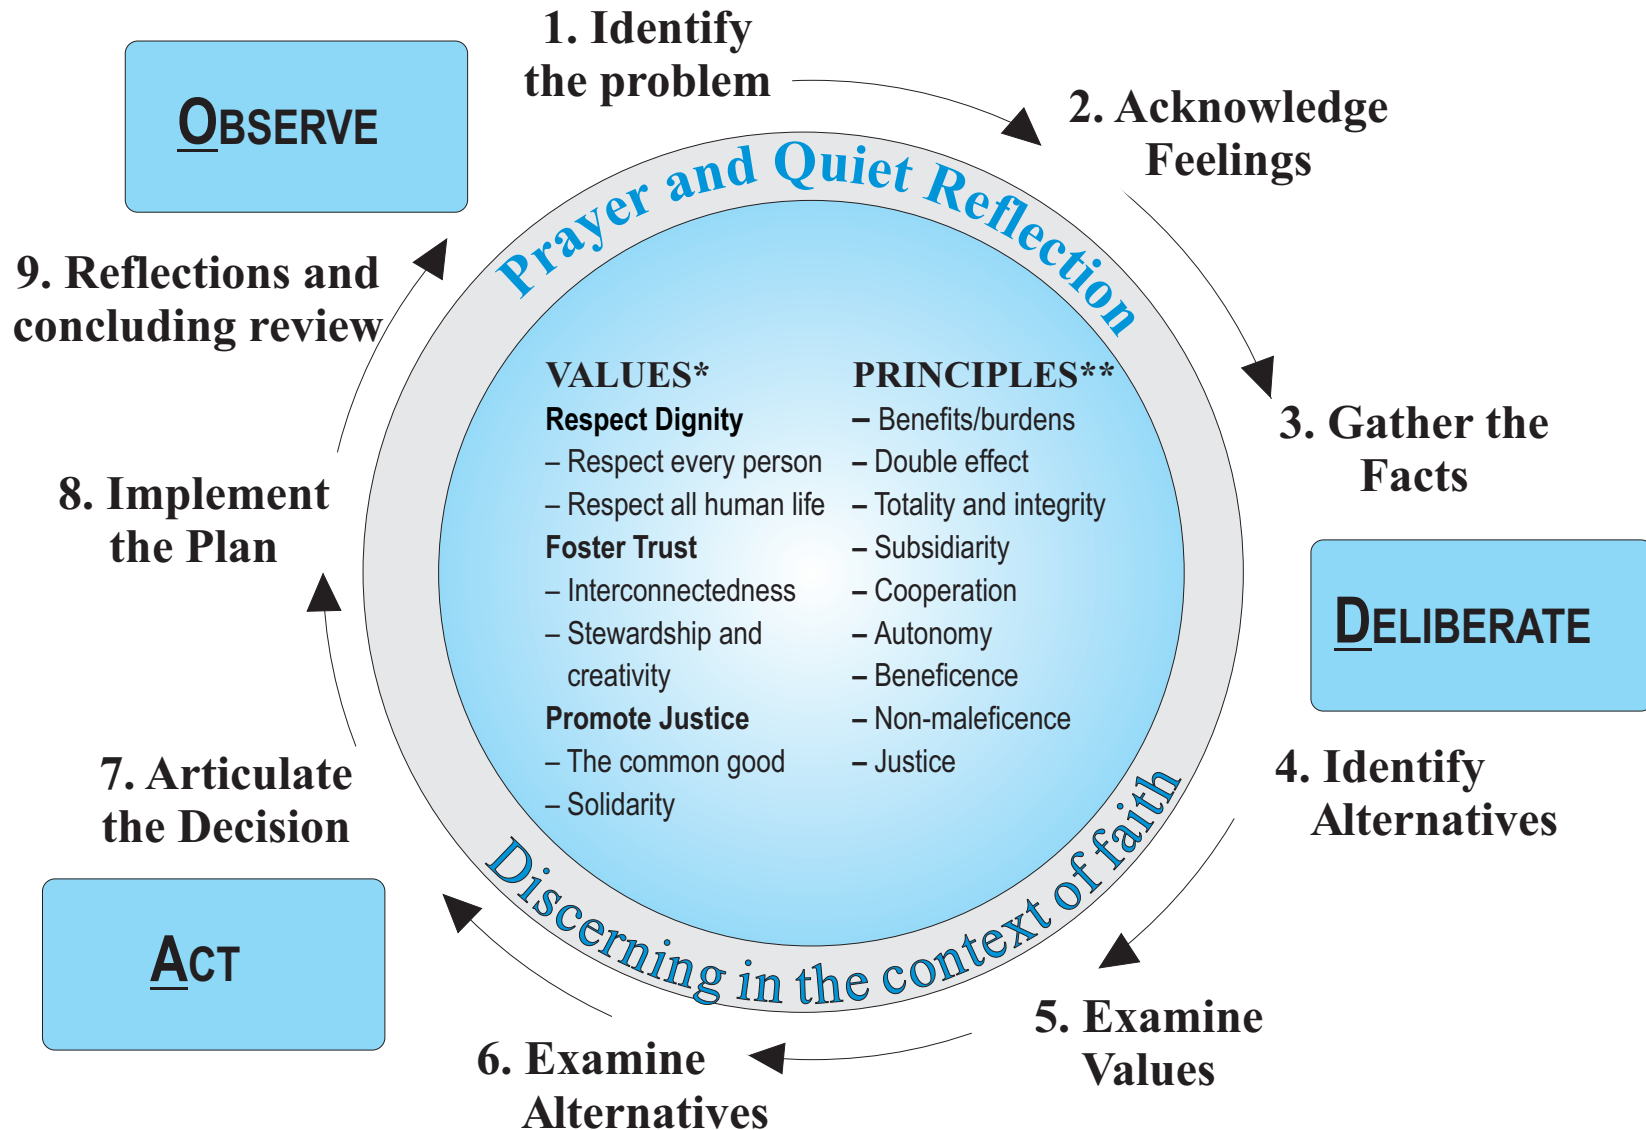 OBSERVE
1. Identify
the problem
2. Acknowledge
Feelings
3. Gather the
Facts
DELIBERATE
4. Identify
Alternatives
5. Examine
Values
6. Examine
Alternatives
ACT
7. Articulate
the Decision
8. Implement
the Plan
9. Reflections and
concluding review
Prayer and Quiet Reflection
VALUES*
Respect Dignity
– Respect every person
– Respect all human life
Foster Trust
– Interconnectedness
– Stewardship and
creativity
Promote Justice
– The common good
– Solidarity
PRINCIPLES**
– Benefits/burdens
– Double effect
– Totality and integrity
– Subsidiarity
– Cooperation
– Autonomy
– Beneficence
– Non-maleficence
– Justice
Discerning in the context of faith